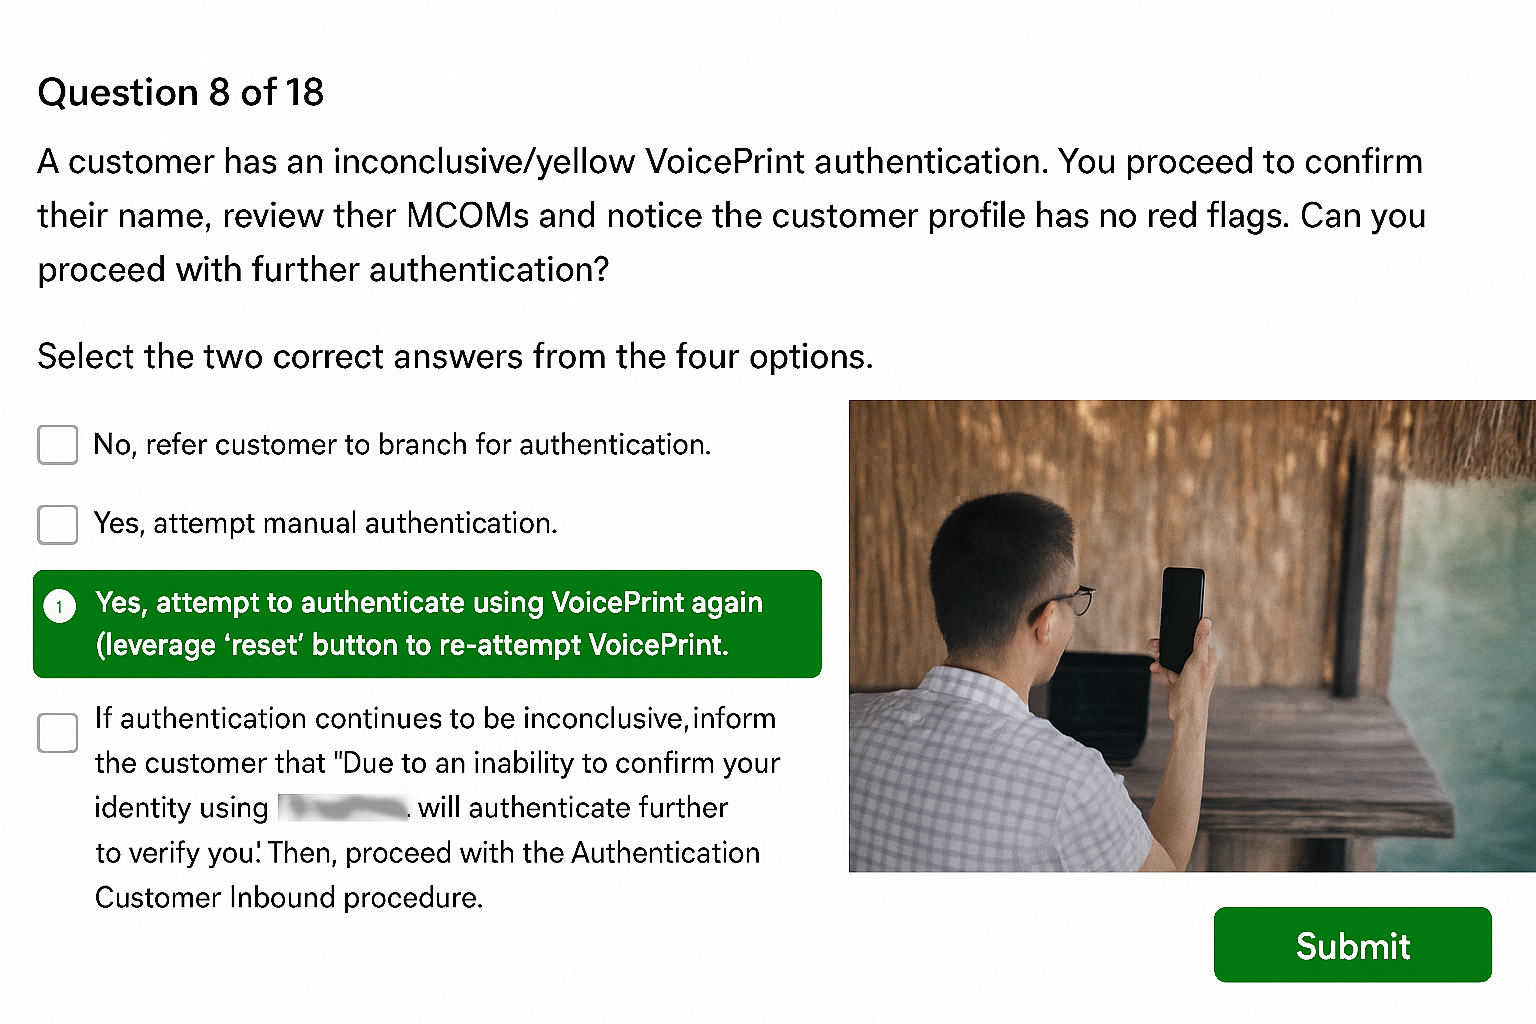 Question 8 of 18
A customer has an inconclusive/yellow VoicePrint authentication. You proceed to confirm
their name, review ther MCOMs and notice the customer profile has no red flags. Can you
proceed with further authentication?
Select the two correct answers from the four options.
No, refer customer to branch for authentication.
Yes, attempt manual authentication.
1
Yes, attempt to authenticate using VoicePrint again
(leverage ‘reset’ button to re-attempt VoicePrint.
If authentication continues to be inconclusive, inform
the customer that "Due to an inability to confirm your
identity using will authenticate further
to verify you.' Then, proceed with the Authentication
Customer Inbound procedure.
Submit